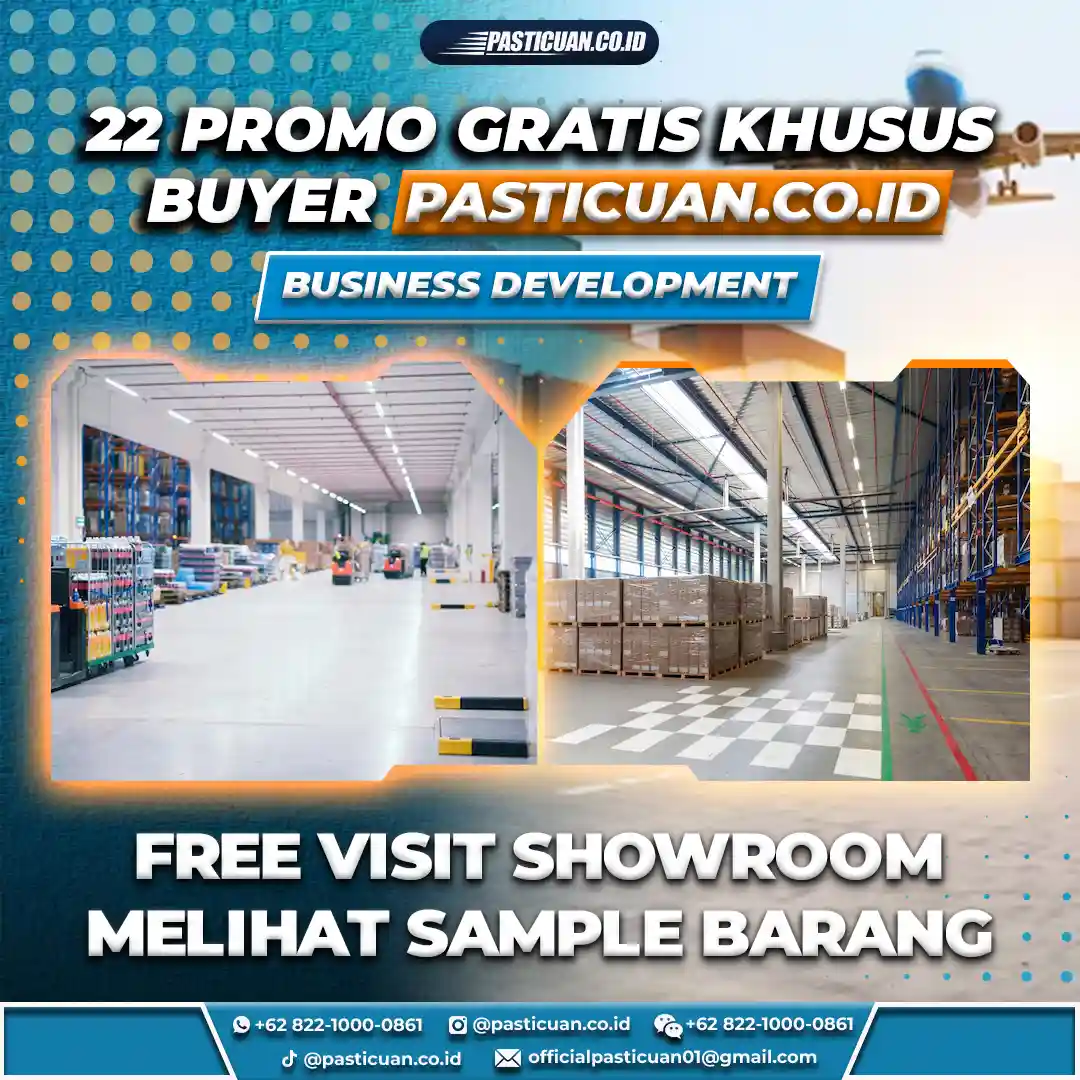 PASTICUAN.CO.ID
22 PROMO GRATIS KHUSUS
BUYER PASTICUAN.CO.ID
BUSINESS DEVELOPMENT
FREE VISIT SHOWROOM
MELIHAT SAMPLE BARANG
+62 822-1000-0861 @pasticuan.co.id +62 822-1000-0861
@pasticuan.co.id officialpasticuan01@gmail.com